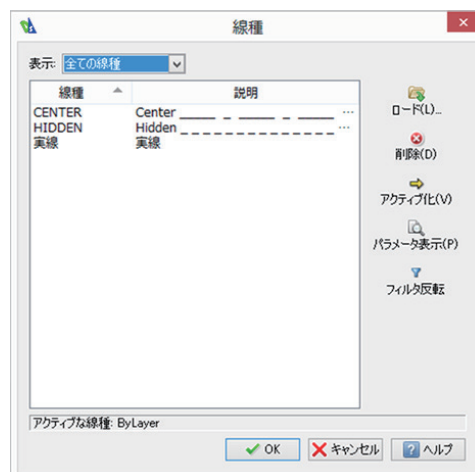 線種
表示: 全ての線種
線種 説明
CENTER Center ____ _ ____ _ ____ ...
HIDDEN Hidden _ _ _ _ _ _ _ _ _ _ _ _ _ _ ...
実線 実線
ロード(L)...
削除(D)
アクティブ化(V)
パラメータ表示(P)
フィルタ反転
アクティブな線種: ByLayer
OK キャンセル ヘルプ